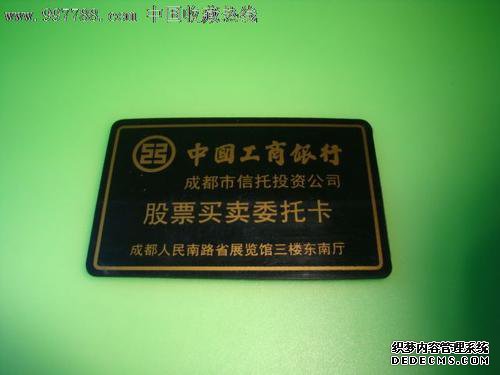 www.997788.com 中国收藏热线
中国工商银行
成都市信托投资公司
股票买卖委托卡
成都人民南路省展览馆三楼东南厅
织梦内容管理系统
DEDECMS.COM